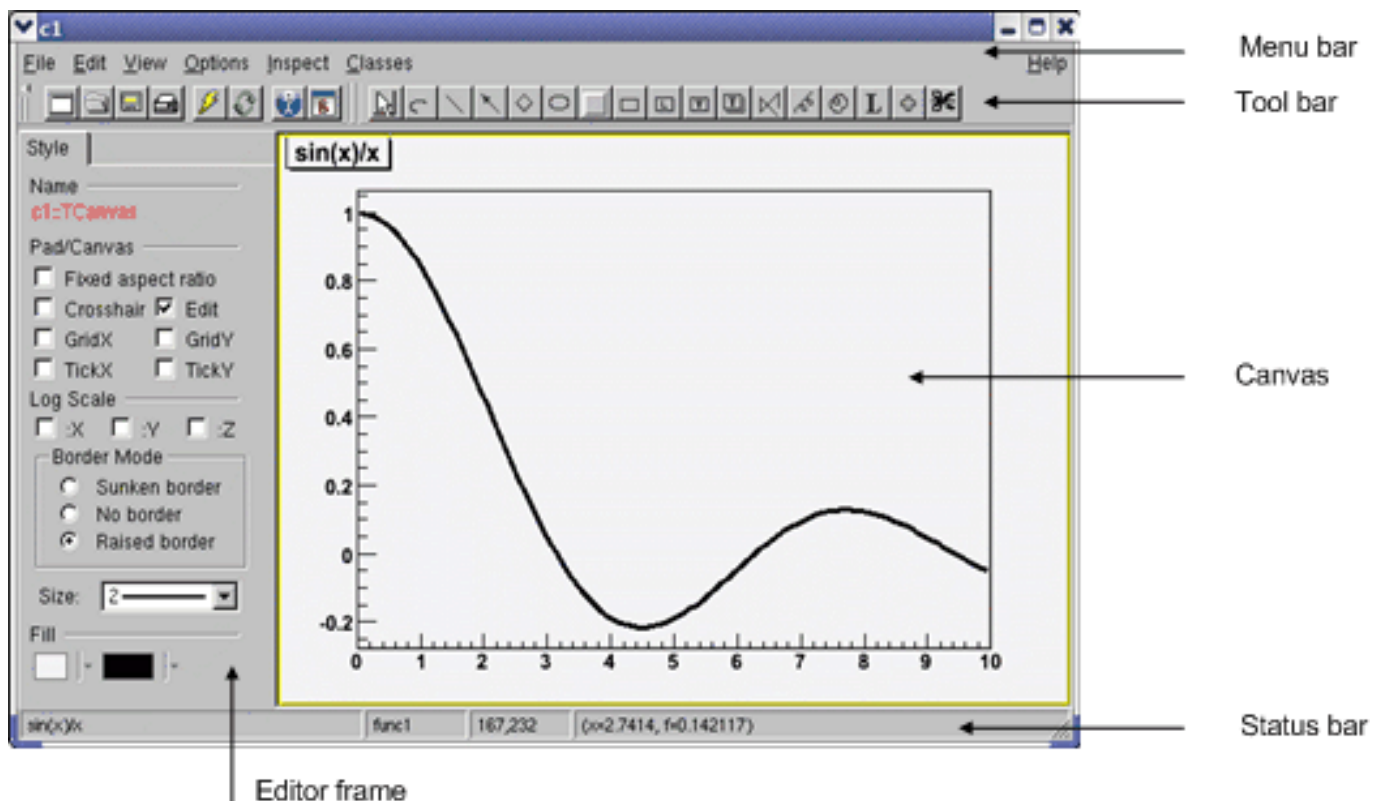 c1
Menu bar
File Edit View Options Inspect Classes Help
Tool bar
L
Style
sin(x)/x
Name
c1::TCanvas
Pad/Canvas
Fixed aspect ratio
Crosshair Edit
GridX GridY
TickX TickY
Log Scale
:X :Y :Z
Border Mode
Sunken border
No border
Raised border
Size: 2
Fill
1
0.8
0.6
0.4
0.2
0
-0.2
0 1 2 3 4 5 6 7 8 9 10
Canvas
sin(x)/x func1 167,232 (x=2.7414, f=0.142117)
Status bar
Editor frame